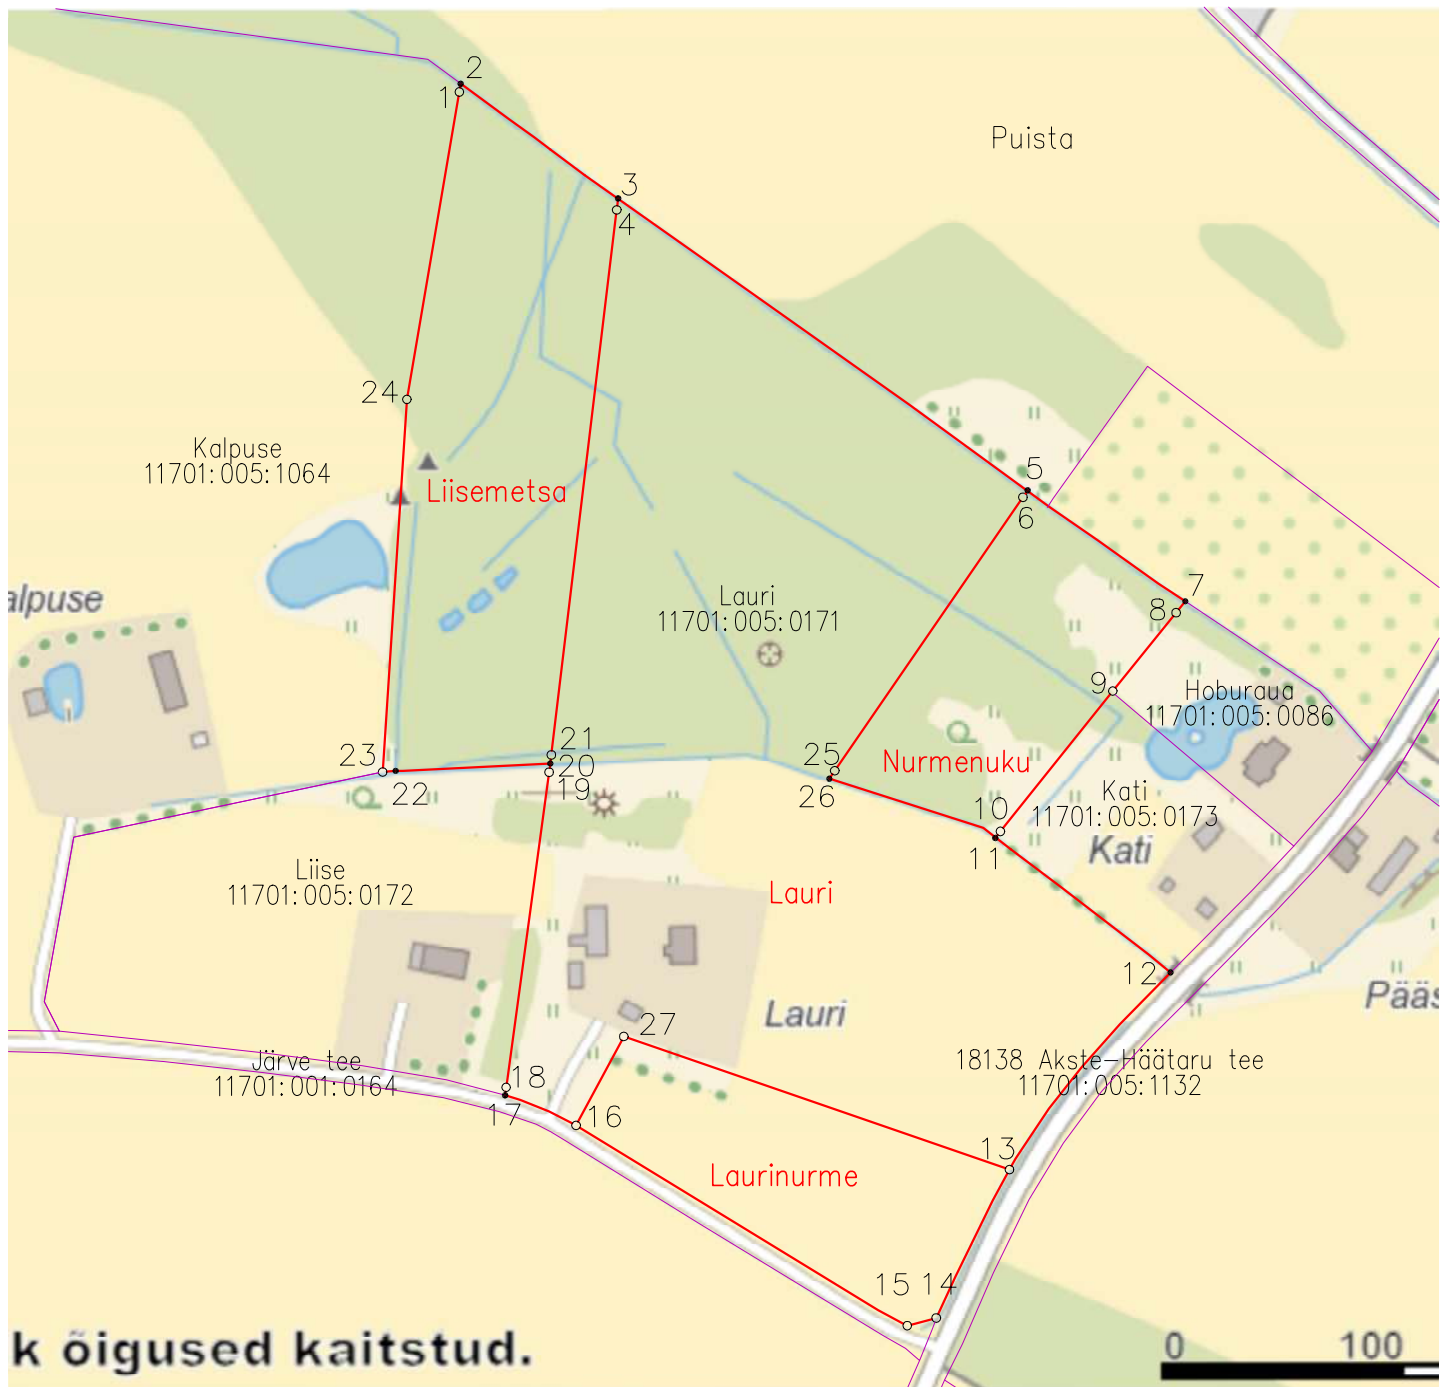 2
1
Puista
3
4
24
Kalpuse
11701:005:1064
Liisemetsa
5
6
alpuse
Lauri
11701:005:0171
7
8
9
Hoburaua
11701:005:0086
21
20
19
23
22
25
26
Nurmenuku
Kati
11701:005:0173
10
11
Kati
Liise
11701:005:0172
Lauri
12
Pääs
Lauri
27
Järve tee
11701:001:0164
18138 Akste-Häätaru tee
11701:005:1132
18
17
16
13
Laurinurme
15
14
k õigused kaitstud.
0 100